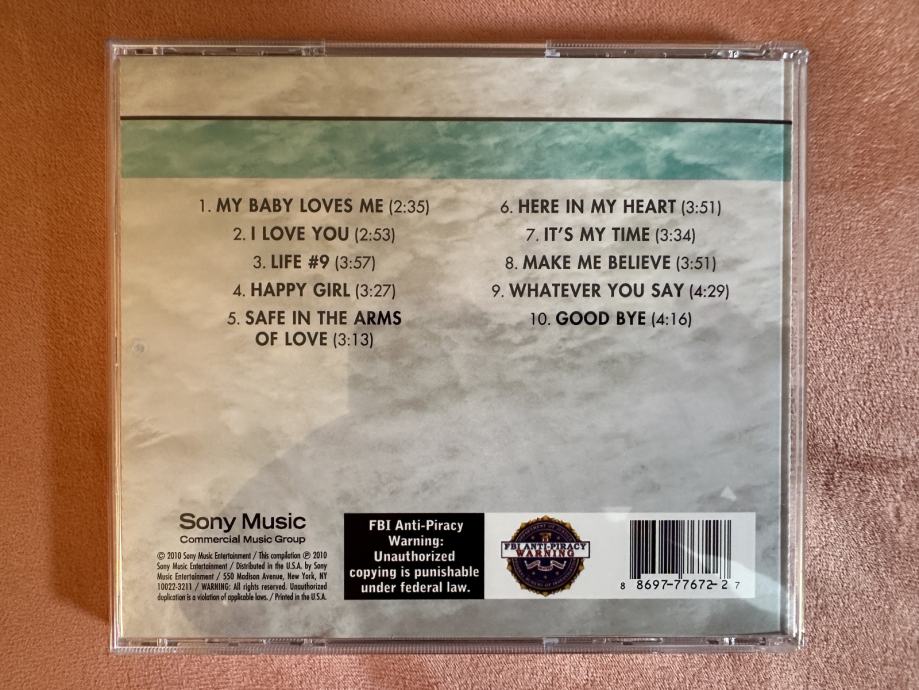 1. MY BABY LOVES ME (2:35)
2. I LOVE YOU (2:53)
3. LIFE #9 (3:57)
4. HAPPY GIRL (3:27)
5. SAFE IN THE ARMS
OF LOVE (3:13)
6. HERE IN MY HEART (3:51)
7. IT'S MY TIME (3:34)
8. MAKE ME BELIEVE (3:51)
9. WHATEVER YOU SAY (4:29)
10. GOOD BYE (4:16)
Sony Music
Commercial Music Group
© 2010 Sony Music Entertainment / This compilation ℗ 2010
Sony Music Entertainment / Distributed in the U.S.A. by Sony
Music Entertainment / 550 Madison Avenue, New York, NY
10022-3211 / WARNING: All rights reserved. Unauthorized
duplication is a violation of applicable laws. / Printed in the U.S.A.
FBI Anti-Piracy
Warning:
Unauthorized
copying is punishable
under federal law.
FBI ANTI-PIRACY
WARNING
8 8697-77672-2 7